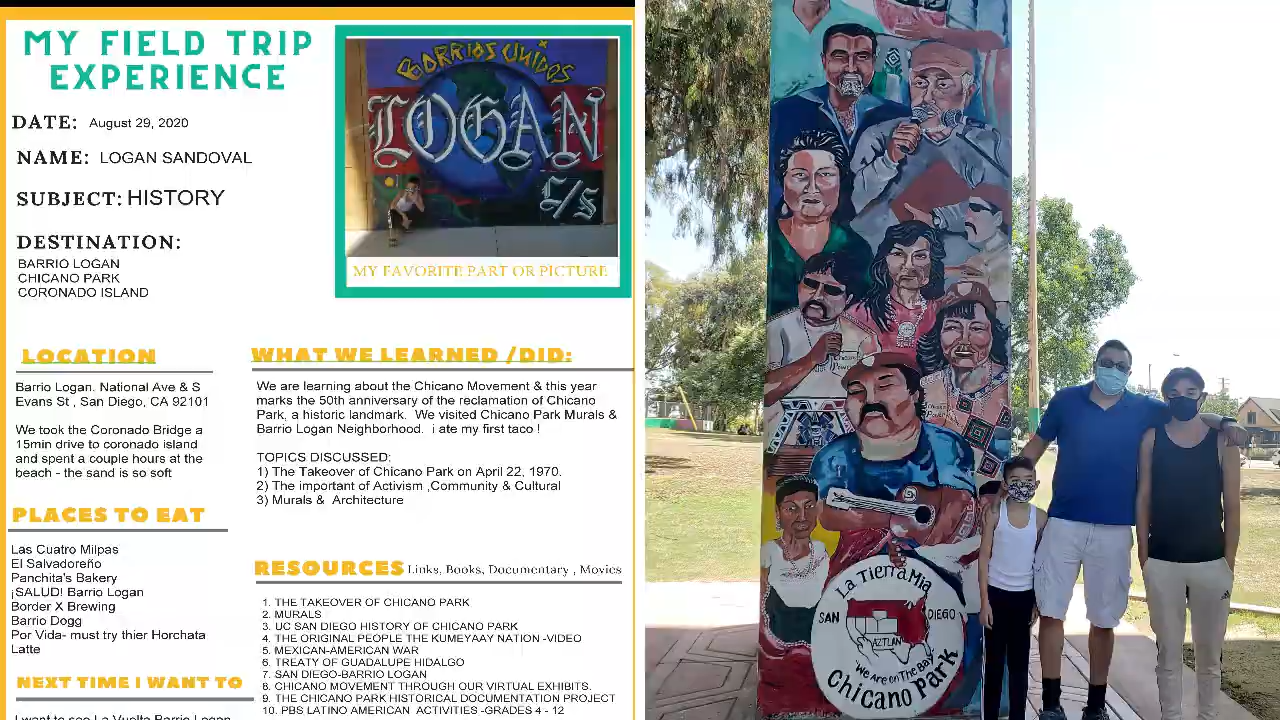 MY FIELD TRIP
EXPERIENCE
DATE: August 29, 2020
NAME: LOGAN SANDOVAL
SUBJECT: HISTORY
DESTINATION:
BARRIO LOGAN
CHICANO PARK
CORONADO ISLAND
BARRIOS UNIDOS
LOGAN
C/S
MY FAVORITE PART OR PICTURE
LOCATION
Barrio Logan. National Ave & S
Evans St , San Diego, CA 92101
We took the Coronado Bridge a
15min drive to coronado island
and spent a couple hours at the
beach - the sand is so soft
PLACES TO EAT
Las Cuatro Milpas
El Salvadoreño
Panchita's Bakery
¡SALUD! Barrio Logan
Border X Brewing
Barrio Dogg
Por Vida- must try thier Horchata
Latte
NEXT TIME I WANT TO
I want to see La Vuelta Barrio Logan
WHAT WE LEARNED /DID:
We are learning about the Chicano Movement & this year
marks the 50th anniversary of the reclamation of Chicano
Park, a historic landmark. We visited Chicano Park Murals &
Barrio Logan Neighborhood. i ate my first taco !
TOPICS DISCUSSED:
1) The Takeover of Chicano Park on April 22, 1970.
2) The important of Activism ,Community & Cultural
3) Murals & Architecture
RESOURCES Links, Books, Documentary , Movies
1. THE TAKEOVER OF CHICANO PARK
2. MURALS
3. UC SAN DIEGO HISTORY OF CHICANO PARK
4. THE ORIGINAL PEOPLE THE KUMEYAAY NATION -VIDEO
5. MEXICAN-AMERICAN WAR
6. TREATY OF GUADALUPE HIDALGO
7. SAN DIEGO-BARRIO LOGAN
8. CHICANO MOVEMENT THROUGH OUR VIRTUAL EXHIBITS.
9. THE CHICANO PARK HISTORICAL DOCUMENTATION PROJECT
10. PBS LATINO AMERICAN ACTIVITIES -GRADES 4 - 12
La Tierra Mia
SAN DIEGO
AZTLAN
We Are on The Bay
Chicano Park